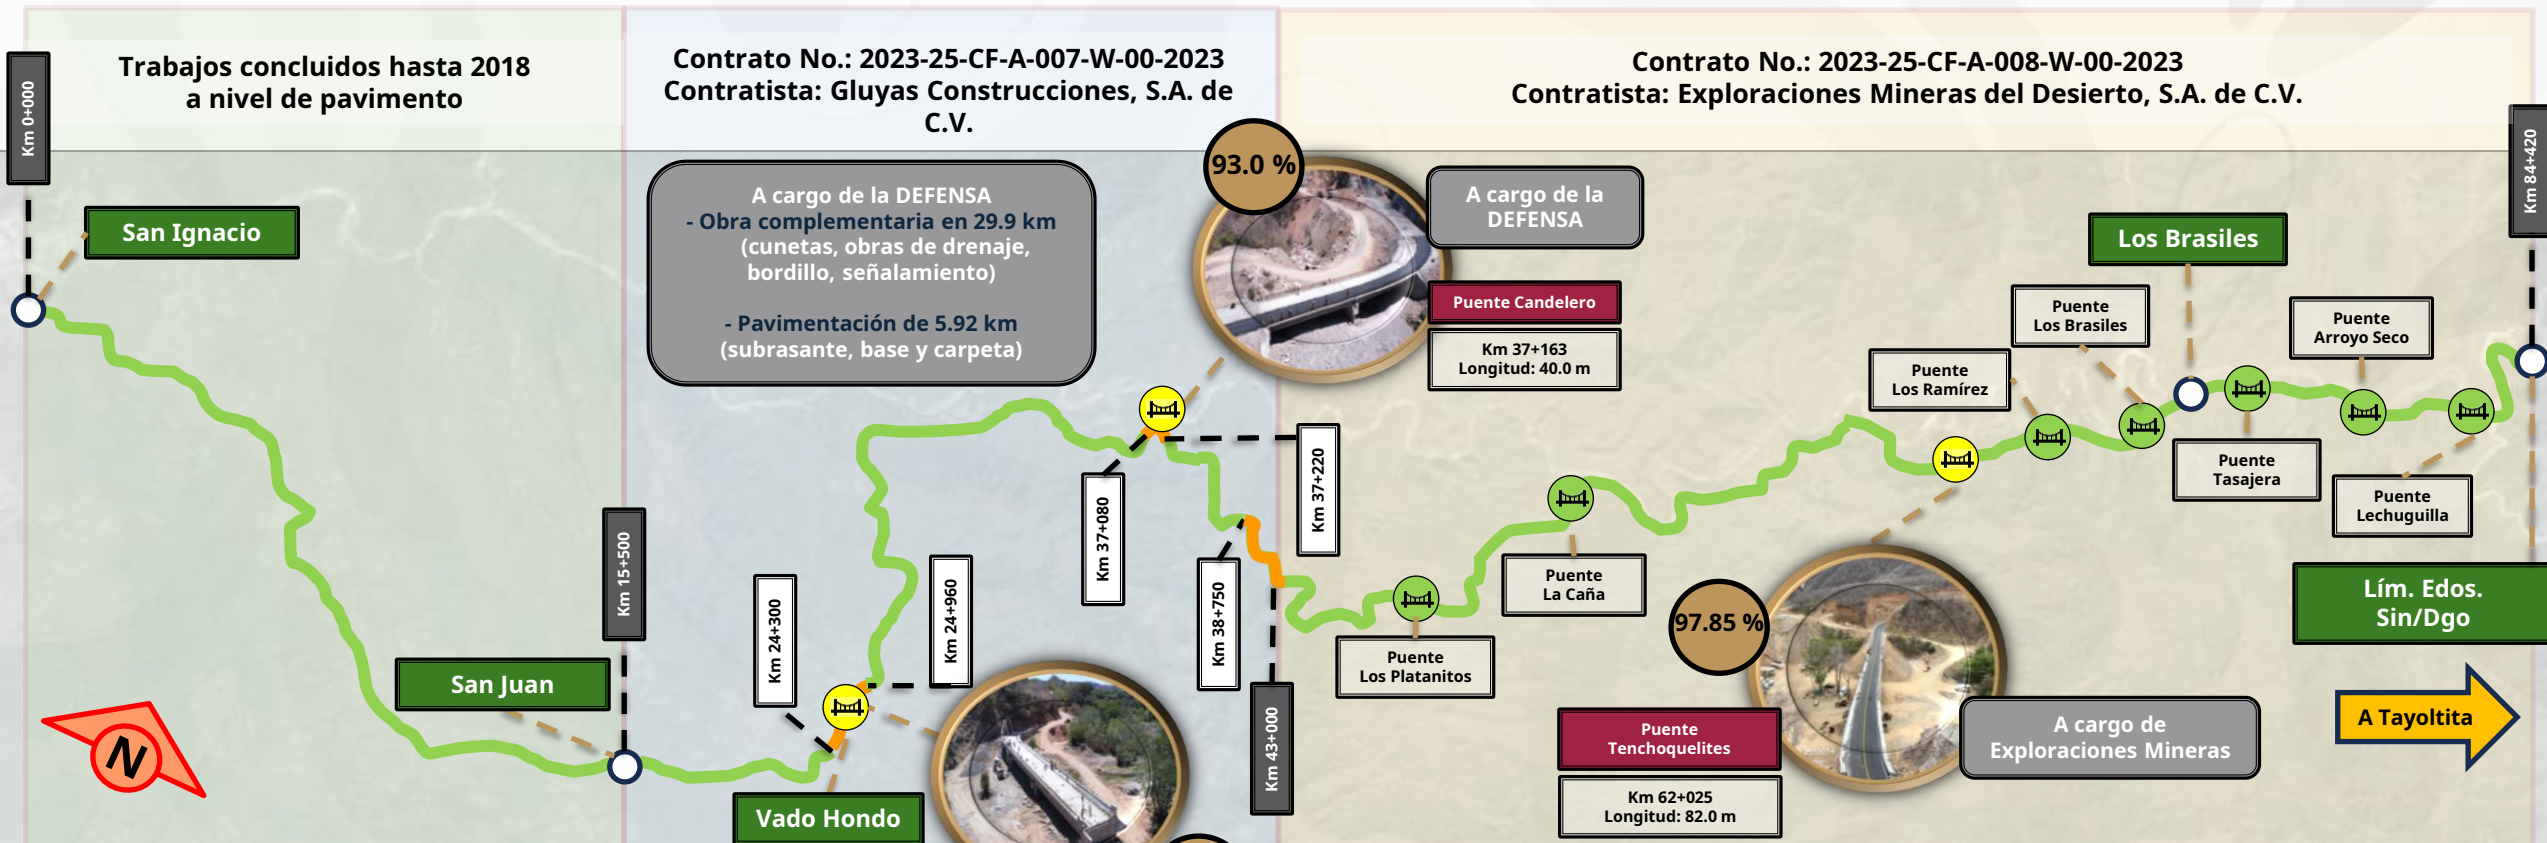 Trabajos concluidos hasta 2018
a nivel de pavimento
Contrato No.: 2023-25-CF-A-007-W-00-2023
Contratista: Gluyas Construcciones, S.A. de
C.V.
Contrato No.: 2023-25-CF-A-008-W-00-2023
Contratista: Exploraciones Mineras del Desierto, S.A. de C.V.
Km 0+000
San Ignacio
A cargo de la DEFENSA
- Obra complementaria en 29.9 km
(cunetas, obras de drenaje,
bordillo, señalamiento)
- Pavimentación de 5.92 km
(subrasante, base y carpeta)
93.0 %
A cargo de la
DEFENSA
Puente Candelero
Km 37+163
Longitud: 40.0 m
Km 84+420
Los Brasiles
Puente
Los Brasiles
Puente
Arroyo Seco
Puente
Los Ramírez
Puente
Tasajera
Puente
Lechuguilla
Km 37+220
Km 37+080
Km 15+500
Km 24+300
Km 24+960
Km 38+750
Km 43+000
Puente
La Caña
Puente
Los Platanitos
97.85 %
Lím. Edos.
Sin/Dgo
San Juan
N
Vado Hondo
Puente
Tenchoquelites
Km 62+025
Longitud: 82.0 m
A cargo de
Exploraciones Mineras
A Tayoltita